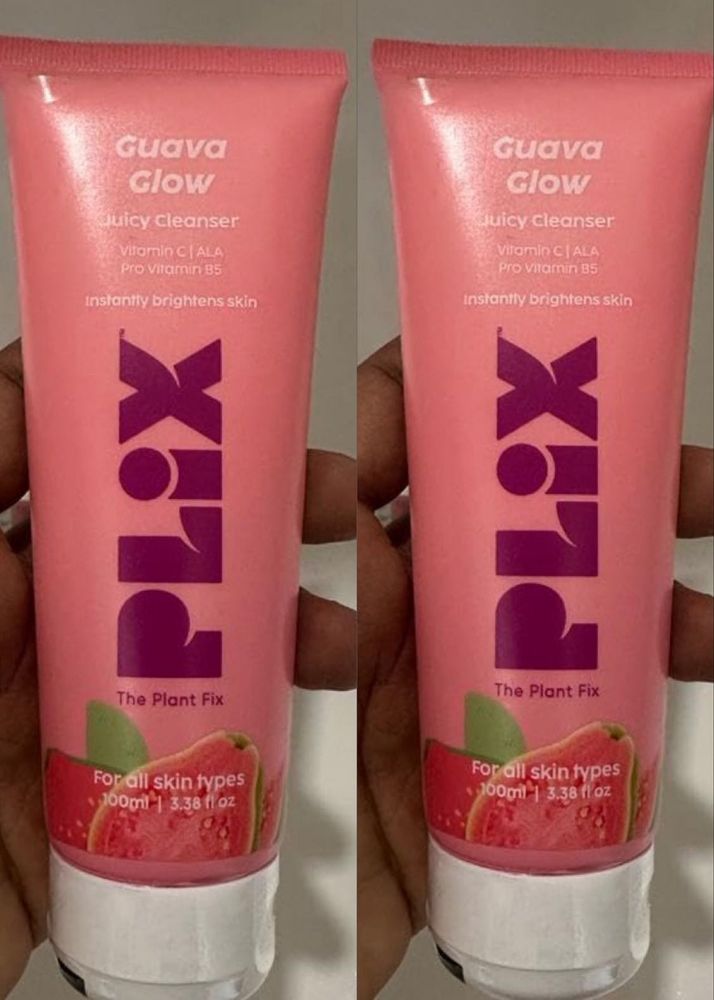 Guava
Glow
Juicy Cleanser
Vitamin C | ALA
Pro Vitamin B5
Instantly brightens skin
PLiX
The Plant Fix
For all skin types
100ml | 3.38 fl oz
Guava
Glow
Juicy Cleanser
Vitamin C | ALA
Pro Vitamin B5
Instantly brightens skin
PLiX
The Plant Fix
For all skin types
100ml | 3.38 fl oz